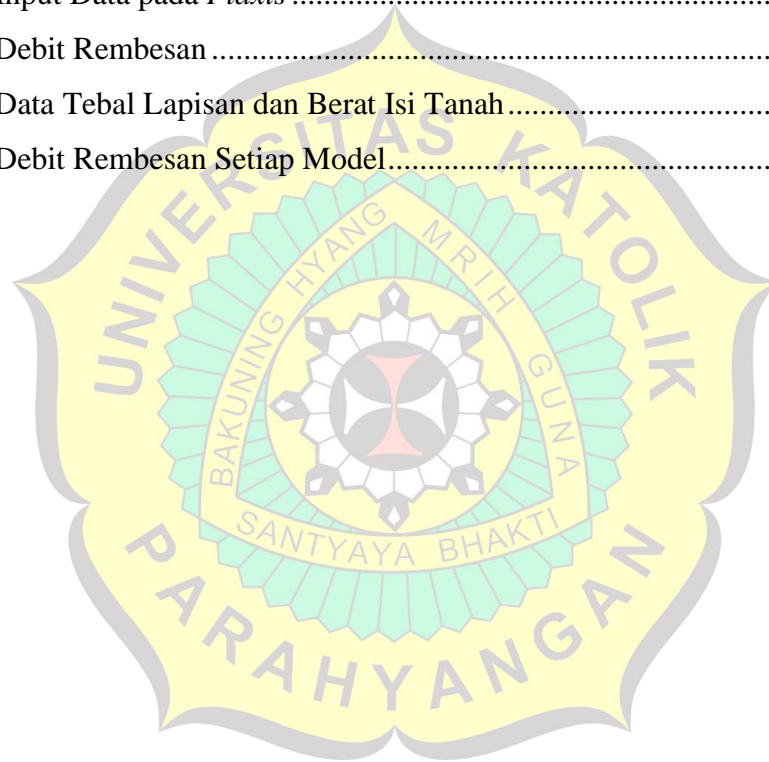 Input Data pada Plaxis ....................................................................
Debit Rembesan ..............................................................................
Data Tebal Lapisan dan Berat Isi Tanah .......................................
Debit Rembesan Setiap Model ......................................................
UNIVERSITAS KATOLIK
BAKUNING HYANG MRIH GUNA
SANTYAYA BHAKTI
PARAHYANGAN